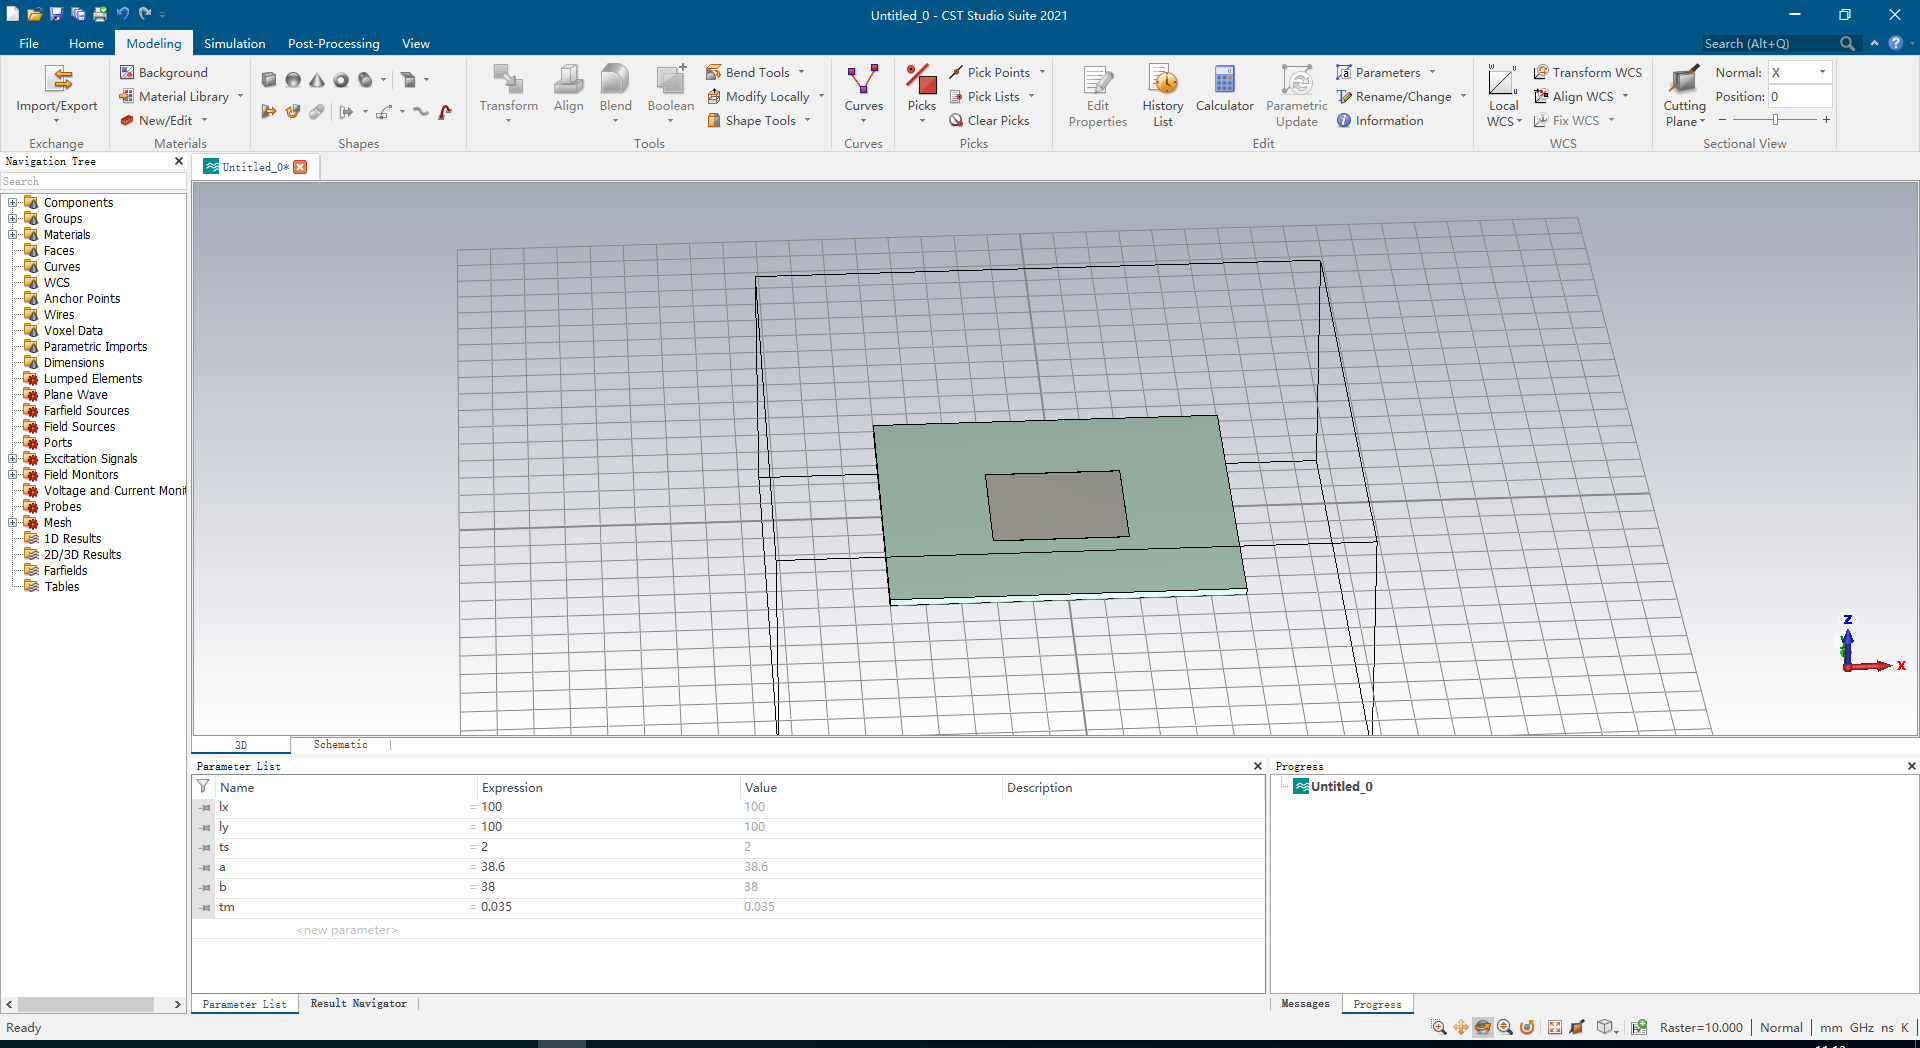 Untitled_0 - CST Studio Suite 2021
File Home Modeling Simulation Post-Processing View
Search (Alt+Q)
Import/Export
Exchange
Background
Material Library
New/Edit
Materials
Shapes
Transform
Align
Blend
Boolean
Bend Tools
Modify Locally
Shape Tools
Tools
Curves
Curves
Picks
Pick Points
Pick Lists
Clear Picks
Picks
Edit
Properties
History
List
Calculator
Parametric
Update
Parameters
Rename/Change
Information
Edit
Local
WCS
Transform WCS
Align WCS
Fix WCS
WCS
Cutting
Plane
Normal: X
Position: 0
Sectional View
Navigation Tree
Search
Components
Groups
Materials
Faces
Curves
WCS
Anchor Points
Wires
Voxel Data
Parametric Imports
Dimensions
Lumped Elements
Plane Wave
Farfield Sources
Field Sources
Ports
Excitation Signals
Field Monitors
Voltage and Current Monit
Probes
Mesh
1D Results
2D/3D Results
Farfields
Tables
Untitled_0*
z
x
3D Schematic
Parameter List
Name Expression Value Description
lx = 100 100
ly = 100 100
ts = 2 2
a = 38.6 38.6
b = 38 38
tm = 0.035 0.035
<new parameter>
Parameter List Result Navigator
Progress
Untitled_0
Messages Progress
Ready
Raster=10.000 Normal mm GHz ns K